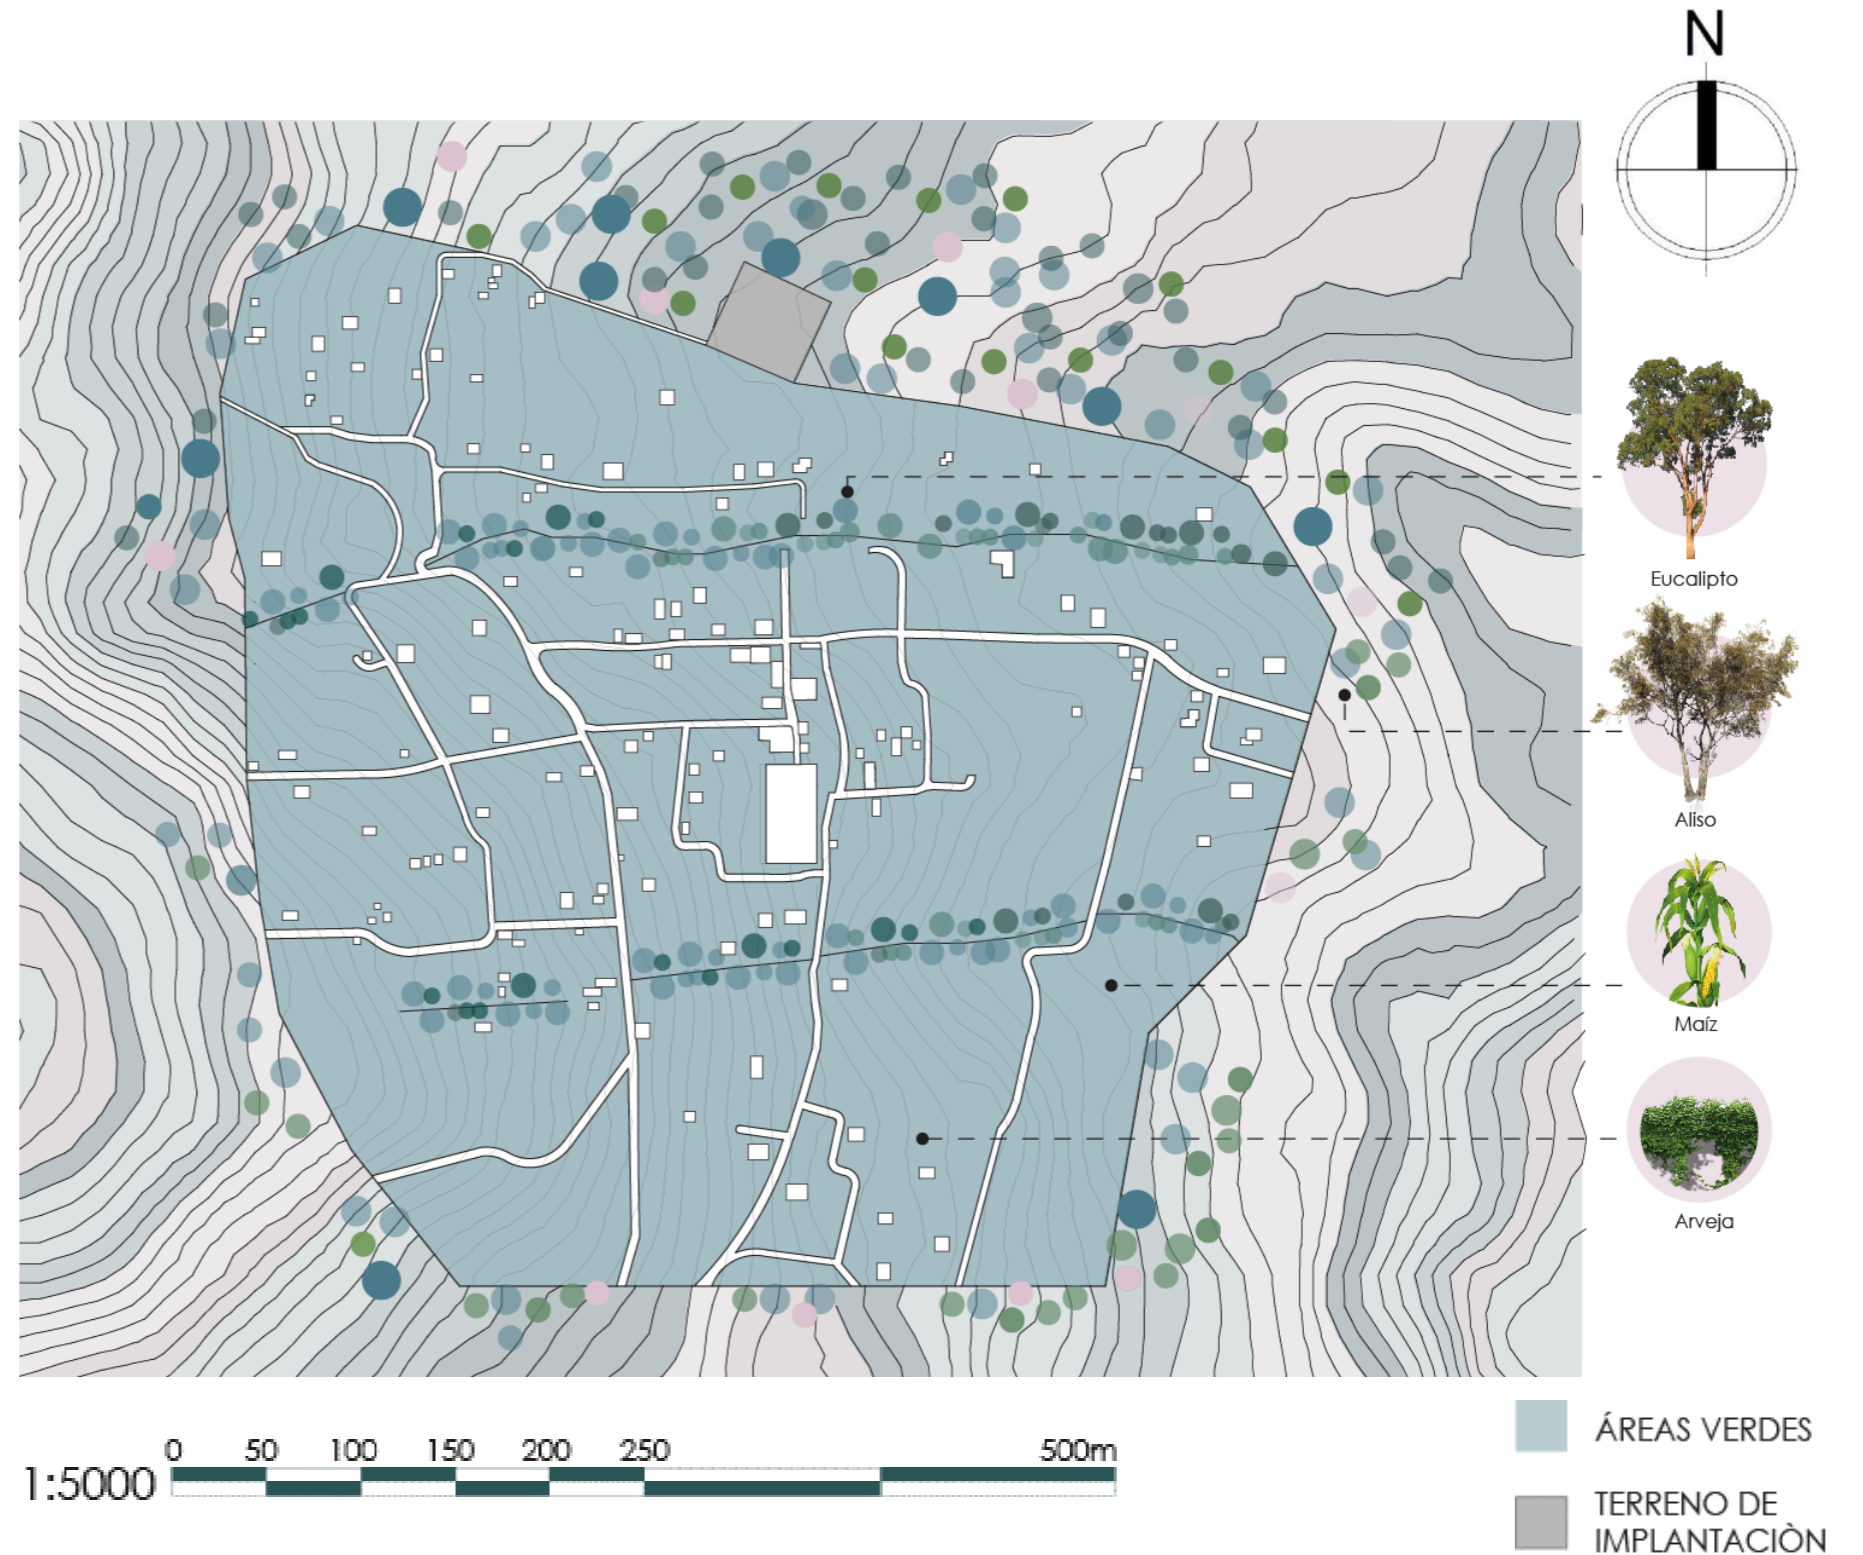 N
Eucalipto
Aliso
Maíz
Arveja
0 50 100 150 200 250 500m
1:5000
ÁREAS VERDES
TERRENO DE
IMPLANTACIÒN